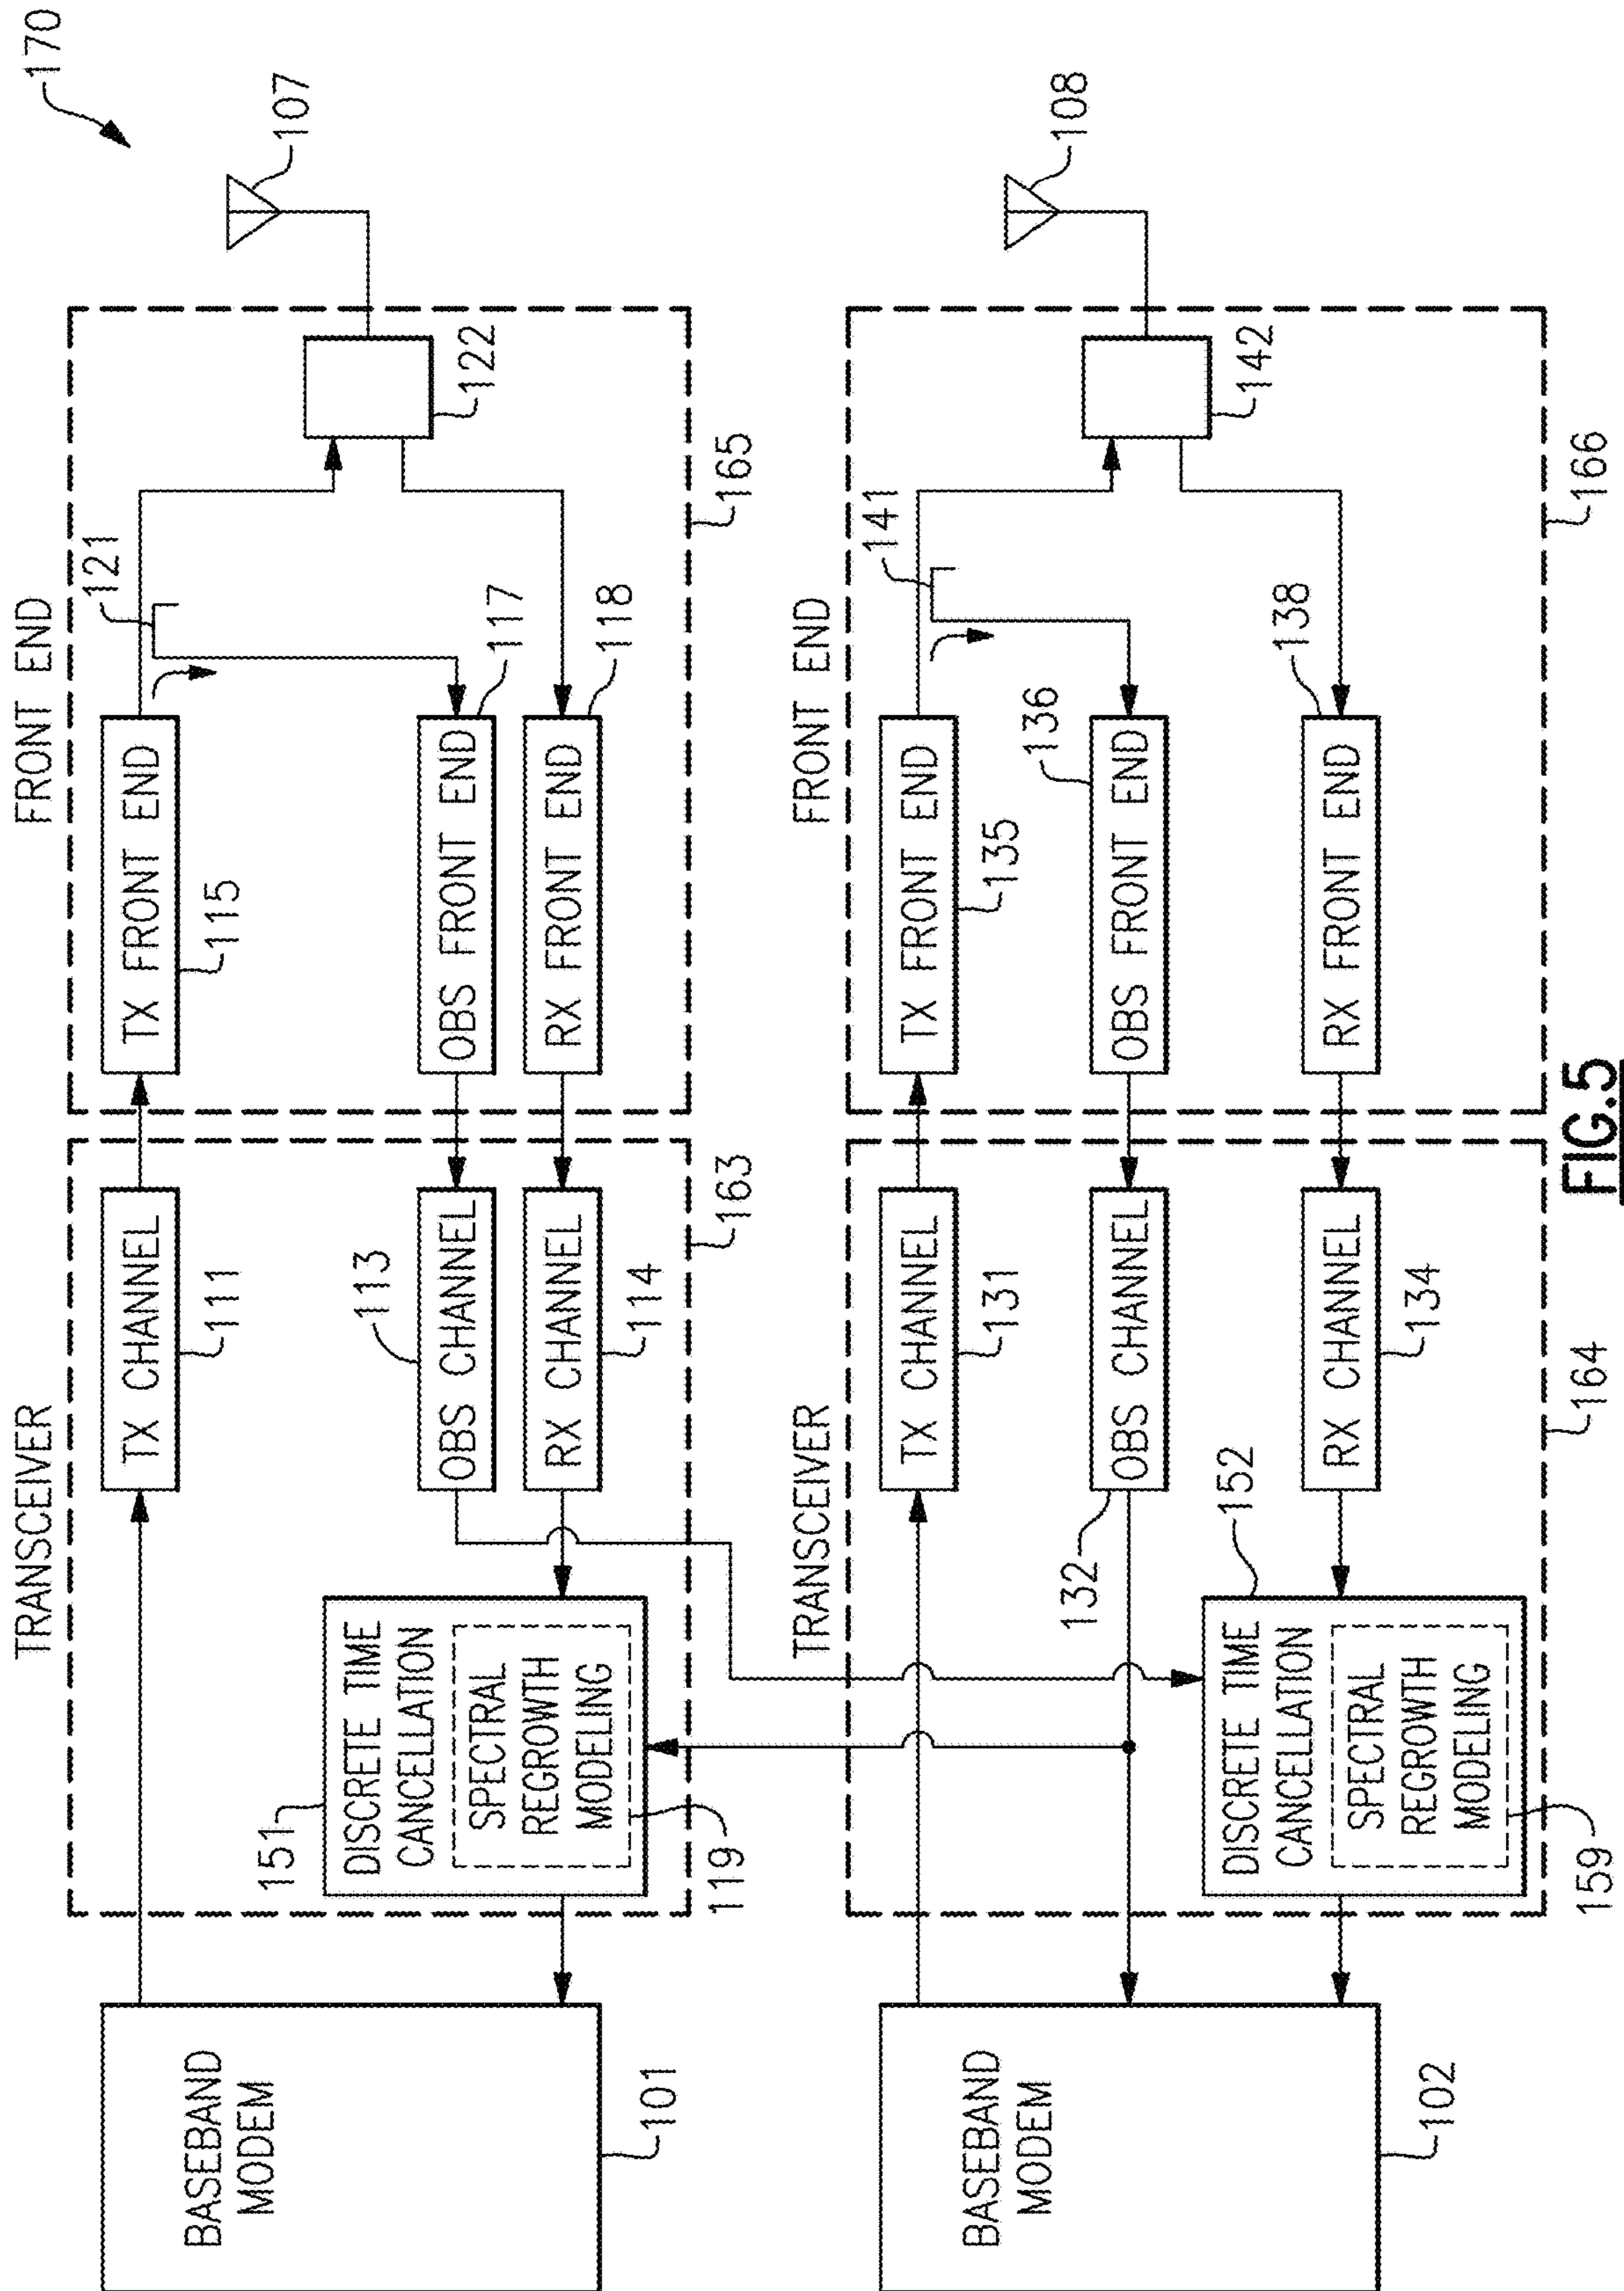 170
TRANSCEIVER
FRONT END
107
BASEBAND
MODEM
101
TX CHANNEL
111
TX FRONT END
115
121
122
151
DISCRETE TIME
CANCELLATION
SPECTRAL
REGROWTH
MODELING
119
113
OBS CHANNEL
OBS FRONT END
117
RX CHANNEL
114
RX FRONT END
118
163
165
TRANSCEIVER
FRONT END
108
BASEBAND
MODEM
102
TX CHANNEL
131
TX FRONT END
135
141
142
OBS CHANNEL
132
OBS FRONT END
136
152
DISCRETE TIME
CANCELLATION
SPECTRAL
REGROWTH
MODELING
159
RX CHANNEL
134
RX FRONT END
138
164
166
FIG.5